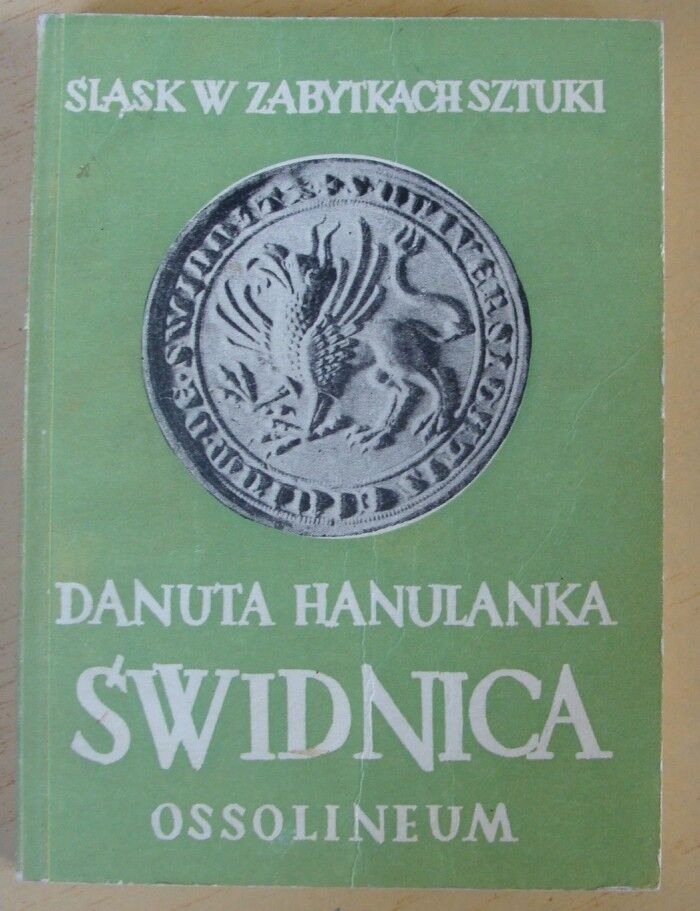 ŚLĄSK W ZABYTKACH SZTUKI
DANUTA HANULANKA
ŚWIDNICA
OSSOLINEUM